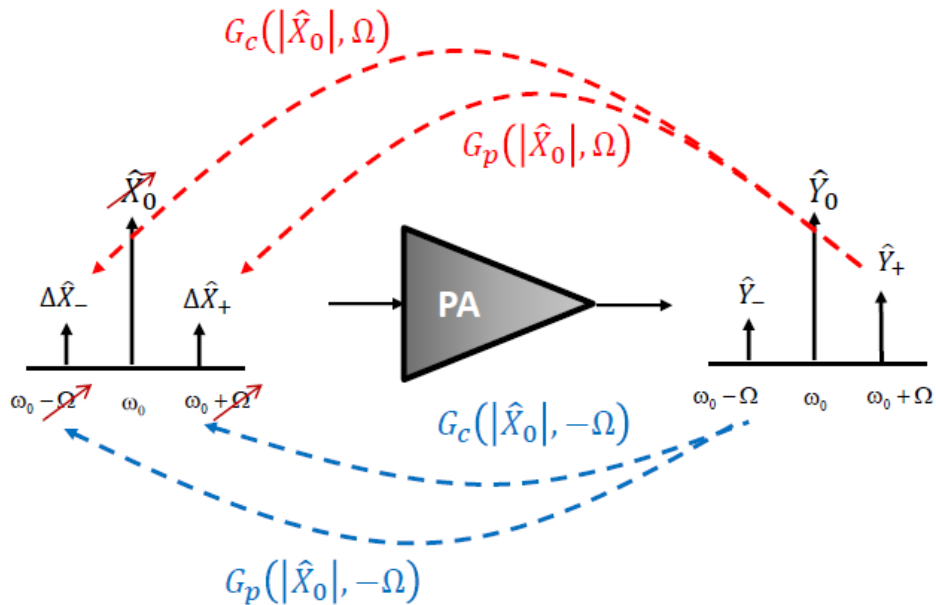 G_c(|X̂_0|, Ω)
G_p(|X̂_0|, Ω)
X̂_0
Ŷ_0
ΔX̂_−
ΔX̂_+
PA
Ŷ_−
Ŷ_+
ω_0 − Ω
ω_0
ω_0 + Ω
ω_0 − Ω
ω_0
ω_0 + Ω
G_c(|X̂_0|, −Ω)
G_p(|X̂_0|, −Ω)